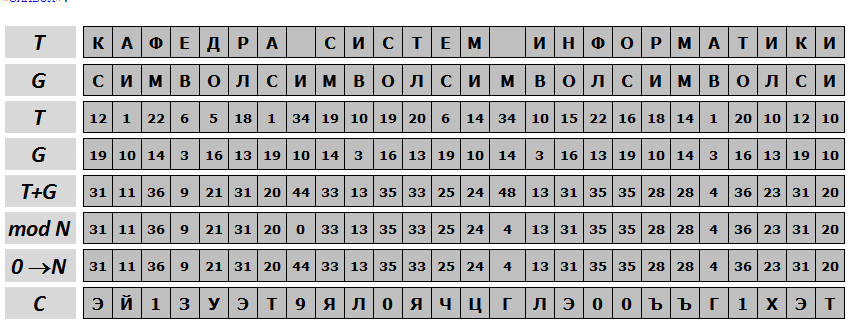 T К А Ф Е Д Р А С И С Т Е М И Н Ф О Р М А Т И К И
G С И М В О Л С И М В О Л С И М В О Л С И М В О Л С И
T 12 1 22 6 5 18 1 34 19 10 19 20 6 14 34 10 15 22 16 18 14 1 20 10 12 10
G 19 10 14 3 16 13 19 10 14 3 16 13 19 10 14 3 16 13 19 10 14 3 16 13 19 10
T+G 31 11 36 9 21 31 20 44 33 13 35 33 25 24 48 13 31 35 35 28 28 4 36 23 31 20
mod N 31 11 36 9 21 31 20 0 33 13 35 33 25 24 4 13 31 35 35 28 28 4 36 23 31 20
0 →N 31 11 36 9 21 31 20 44 33 13 35 33 25 24 4 13 31 35 35 28 28 4 36 23 31 20
C Э Й 1 З У Э Т 9 Я Л 0 Я Ч Ц Г Л Э 0 0 Ъ Ъ Г 1 Х Э Т